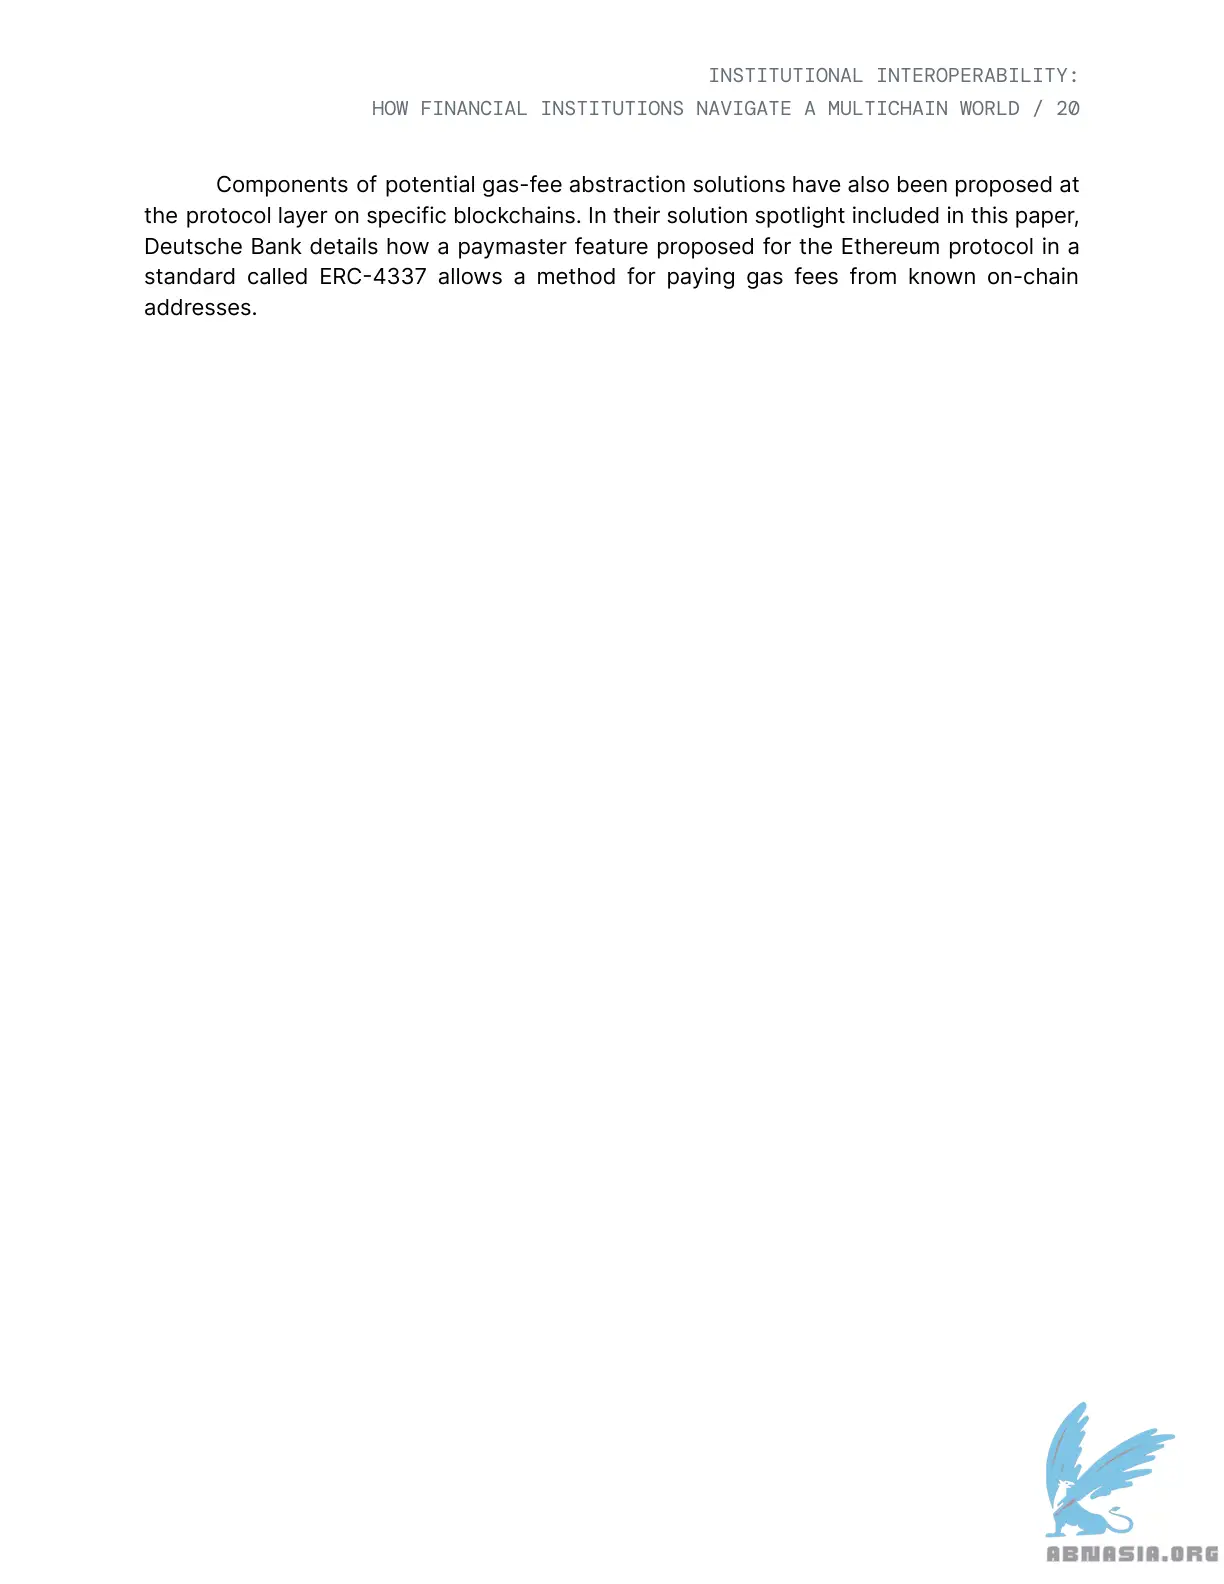 INSTITUTIONAL INTEROPERABILITY:
HOW FINANCIAL INSTITUTIONS NAVIGATE A MULTICHAIN WORLD / 20
Components of potential gas-fee abstraction solutions have also been proposed at
the protocol layer on specific blockchains. In their solution spotlight included in this paper,
Deutsche Bank details how a paymaster feature proposed for the Ethereum protocol in a
standard called ERC-4337 allows a method for paying gas fees from known on-chain
addresses.
ABNASIA.ORG